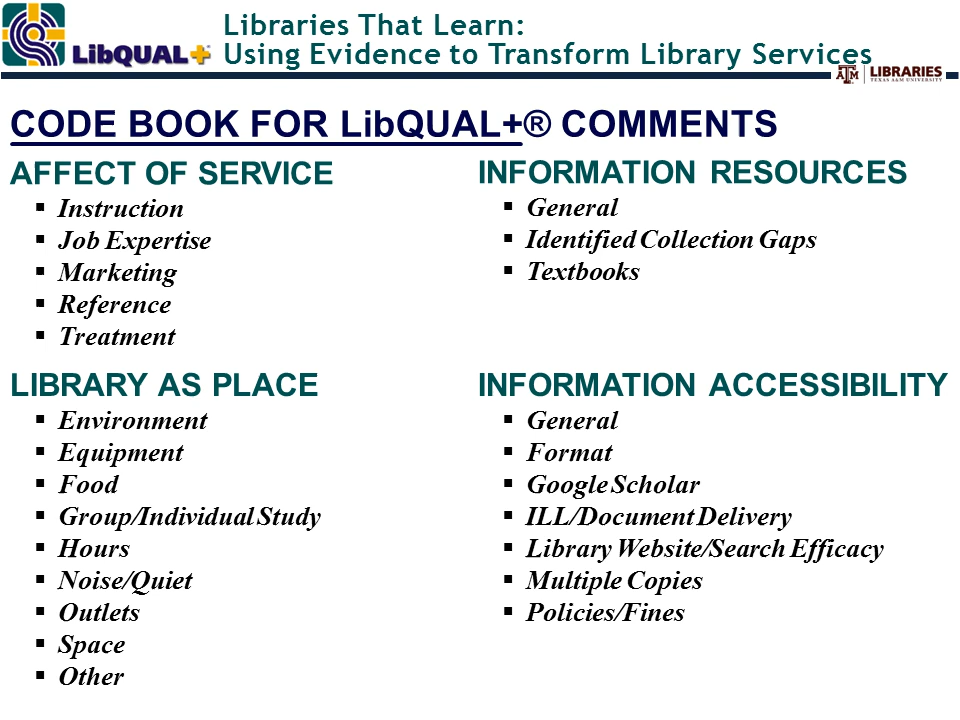 Libraries That Learn:
LibQUAL+
Using Evidence to Transform Library Services
ATM
LIBRARIES
TEXAS A&M UNIVERSITY
CODE BOOK FOR LibQUAL+® COMMENTS
AFFECT OF SERVICE
▪ Instruction
▪ Job Expertise
▪ Marketing
▪ Reference
▪ Treatment
INFORMATION RESOURCES
▪ General
▪ Identified Collection Gaps
▪ Textbooks
LIBRARY AS PLACE
▪ Environment
▪ Equipment
▪ Food
▪ Group/Individual Study
▪ Hours
▪ Noise/Quiet
▪ Outlets
▪ Space
▪ Other
INFORMATION ACCESSIBILITY
▪ General
▪ Format
▪ Google Scholar
▪ ILL/Document Delivery
▪ Library Website/Search Efficacy
▪ Multiple Copies
▪ Policies/Fines